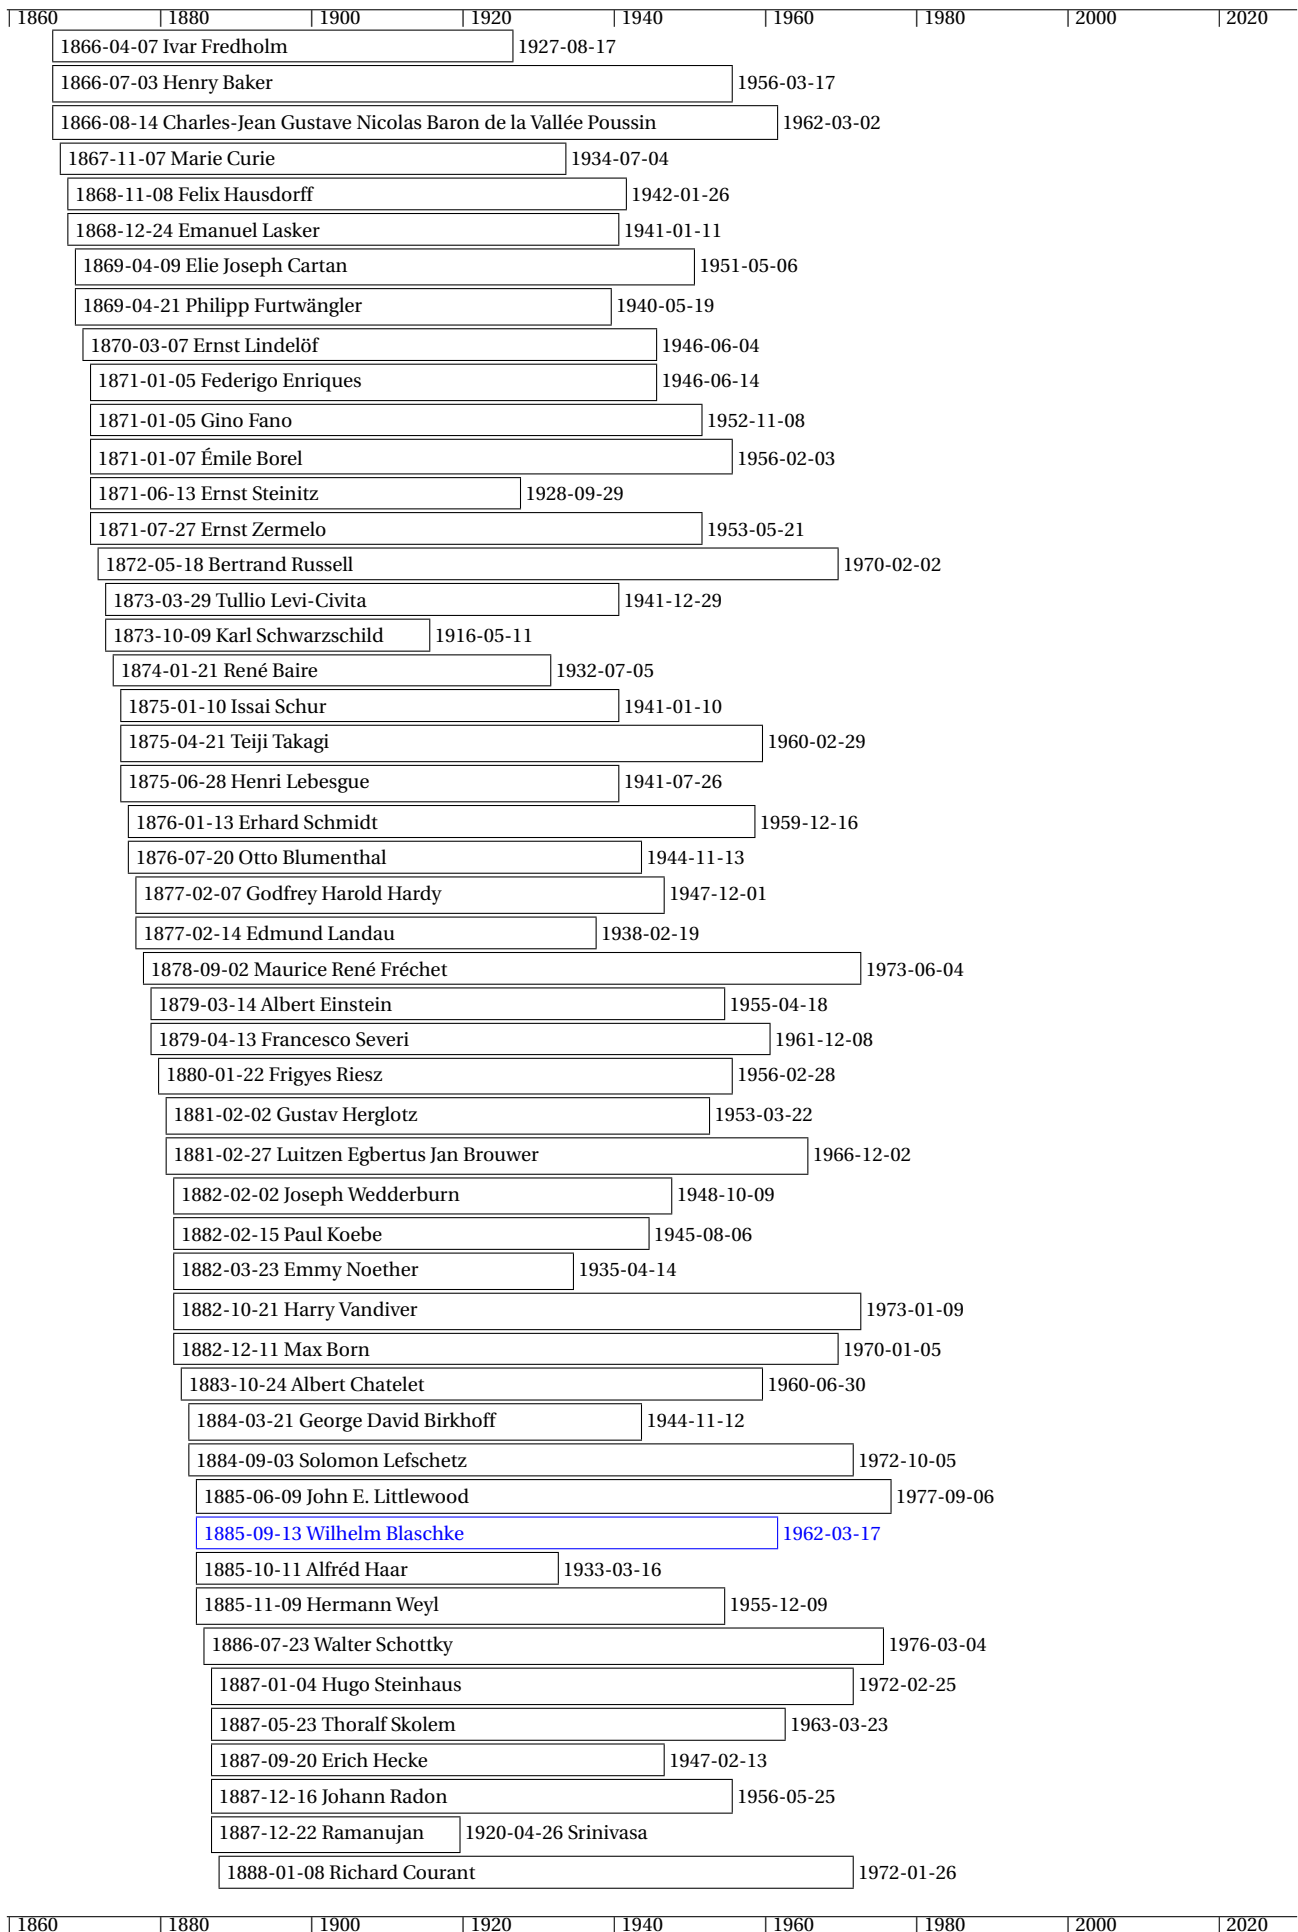 1860 1880 1900 1920 1940 1960 1980 2000 2020
1866-04-07 Ivar Fredholm 1927-08-17
1866-07-03 Henry Baker 1956-03-17
1866-08-14 Charles-Jean Gustave Nicolas Baron de la Vallée Poussin 1962-03-02
1867-11-07 Marie Curie 1934-07-04
1868-11-08 Felix Hausdorff 1942-01-26
1868-12-24 Emanuel Lasker 1941-01-11
1869-04-09 Elie Joseph Cartan 1951-05-06
1869-04-21 Philipp Furtwängler 1940-05-19
1870-03-07 Ernst Lindelöf 1946-06-04
1871-01-05 Federigo Enriques 1946-06-14
1871-01-05 Gino Fano 1952-11-08
1871-01-07 Émile Borel 1956-02-03
1871-06-13 Ernst Steinitz 1928-09-29
1871-07-27 Ernst Zermelo 1953-05-21
1872-05-18 Bertrand Russell 1970-02-02
1873-03-29 Tullio Levi-Civita 1941-12-29
1873-10-09 Karl Schwarzschild 1916-05-11
1874-01-21 René Baire 1932-07-05
1875-01-10 Issai Schur 1941-01-10
1875-04-21 Teiji Takagi 1960-02-29
1875-06-28 Henri Lebesgue 1941-07-26
1876-01-13 Erhard Schmidt 1959-12-16
1876-07-20 Otto Blumenthal 1944-11-13
1877-02-07 Godfrey Harold Hardy 1947-12-01
1877-02-14 Edmund Landau 1938-02-19
1878-09-02 Maurice René Fréchet 1973-06-04
1879-03-14 Albert Einstein 1955-04-18
1879-04-13 Francesco Severi 1961-12-08
1880-01-22 Frigyes Riesz 1956-02-28
1881-02-02 Gustav Herglotz 1953-03-22
1881-02-27 Luitzen Egbertus Jan Brouwer 1966-12-02
1882-02-02 Joseph Wedderburn 1948-10-09
1882-02-15 Paul Koebe 1945-08-06
1882-03-23 Emmy Noether 1935-04-14
1882-10-21 Harry Vandiver 1973-01-09
1882-12-11 Max Born 1970-01-05
1883-10-24 Albert Chatelet 1960-06-30
1884-03-21 George David Birkhoff 1944-11-12
1884-09-03 Solomon Lefschetz 1972-10-05
1885-06-09 John E. Littlewood 1977-09-06
1885-09-13 Wilhelm Blaschke 1962-03-17
1885-10-11 Alfréd Haar 1933-03-16
1885-11-09 Hermann Weyl 1955-12-09
1886-07-23 Walter Schottky 1976-03-04
1887-01-04 Hugo Steinhaus 1972-02-25
1887-05-23 Thoralf Skolem 1963-03-23
1887-09-20 Erich Hecke 1947-02-13
1887-12-16 Johann Radon 1956-05-25
1887-12-22 Ramanujan 1920-04-26 Srinivasa
1888-01-08 Richard Courant 1972-01-26
1860 1880 1900 1920 1940 1960 1980 2000 2020